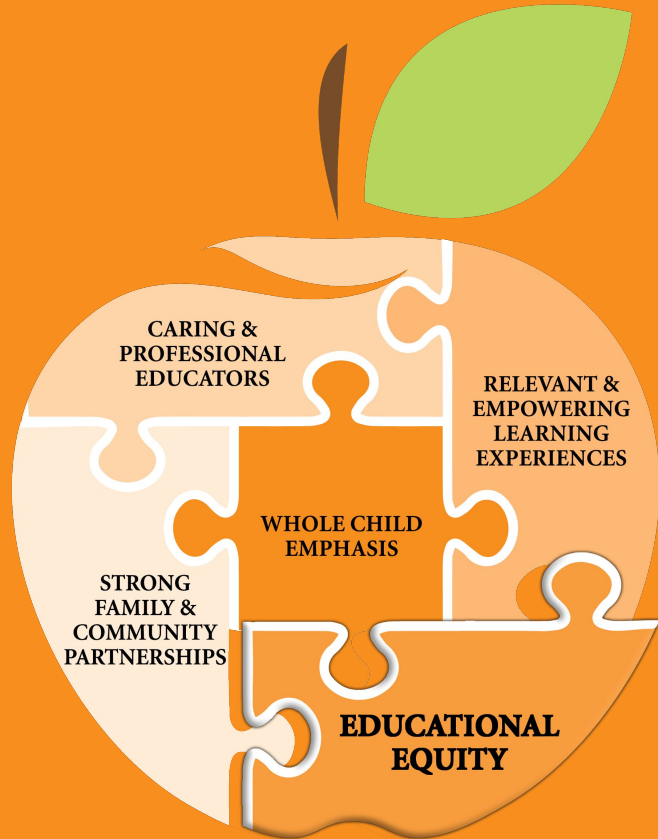 CARING &
PROFESSIONAL
EDUCATORS
RELEVANT &
EMPOWERING
LEARNING
EXPERIENCES
WHOLE CHILD
EMPHASIS
STRONG
FAMILY &
COMMUNITY
PARTNERSHIPS
EDUCATIONAL
EQUITY